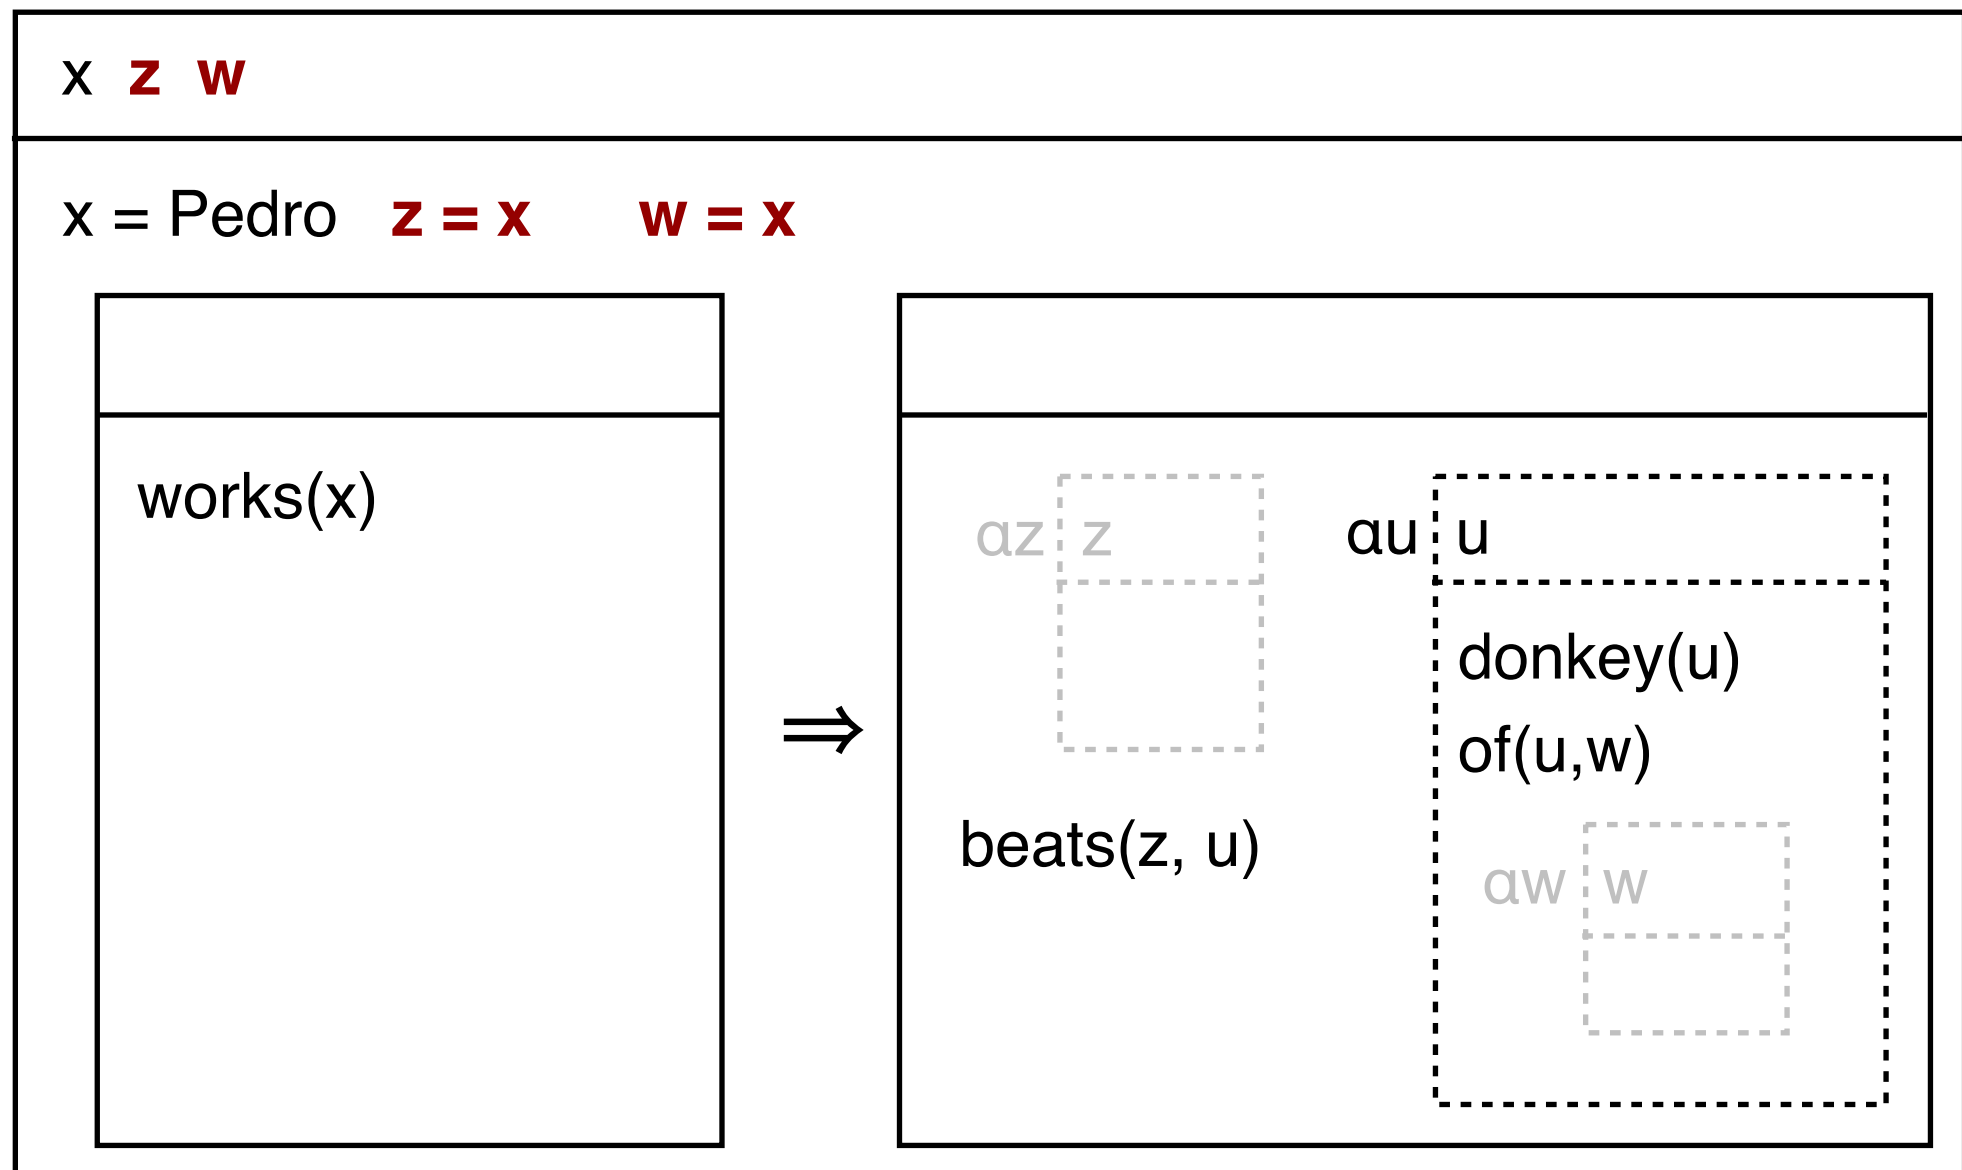 x z w
x = Pedro z = x w = x
works(x)
⇒
αz z
αu u
donkey(u)
of(u,w)
beats(z, u)
αw w